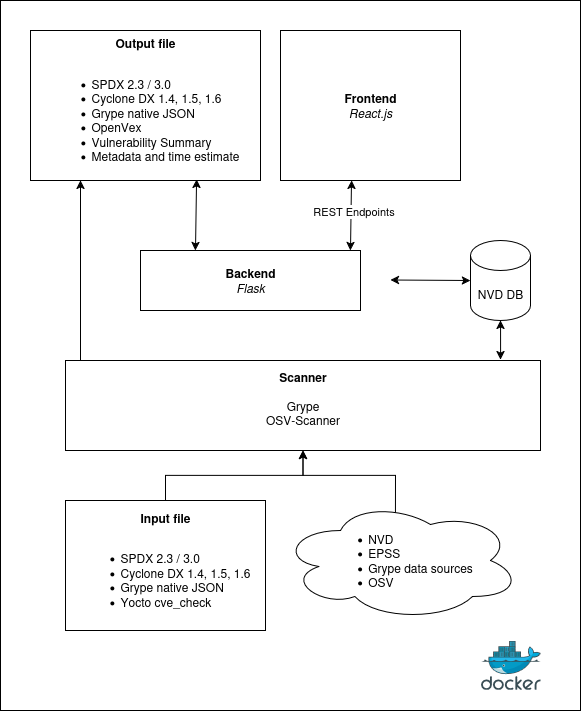 Output file
SPDX 2.3 / 3.0
Cyclone DX 1.4, 1.5, 1.6
Grype native JSON
OpenVex
Vulnerability Summary
Metadata and time estimate
Frontend
React.js
REST Endpoints
Backend
Flask
NVD DB
Scanner
Grype
OSV-Scanner
Input file
SPDX 2.3 / 3.0
Cyclone DX 1.4, 1.5, 1.6
Grype native JSON
Yocto cve_check
NVD
EPSS
Grype data sources
OSV
docker